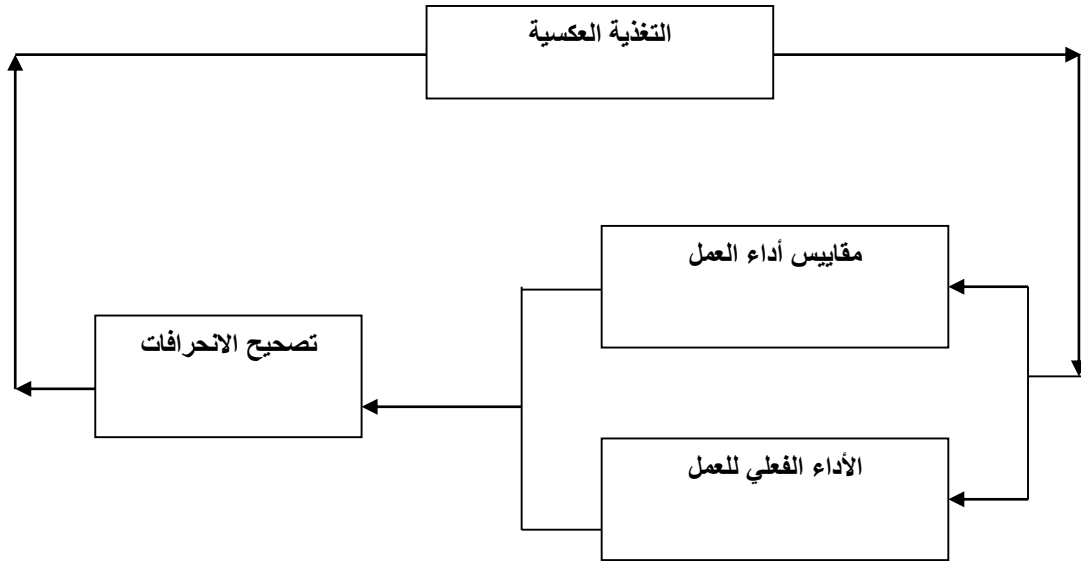 التغذية العكسية
مقاييس أداء العمل
تصحيح الانحرافات
الأداء الفعلي للعمل